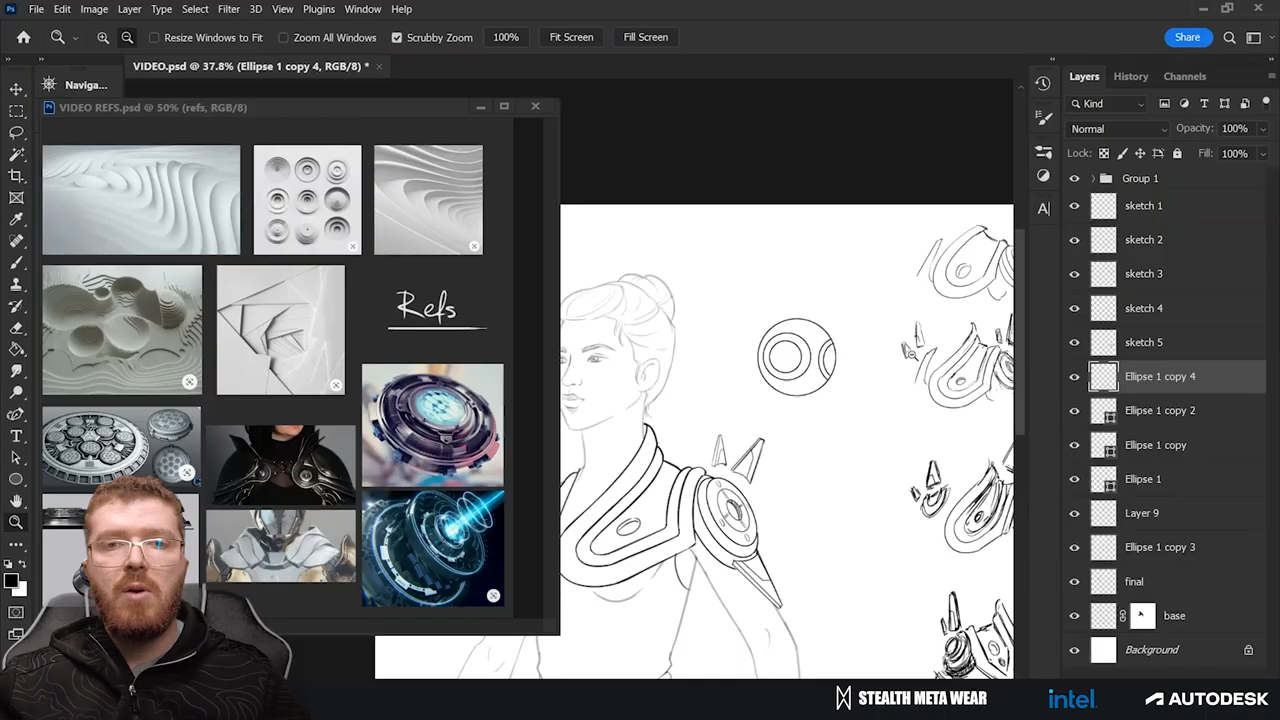 Ps File Edit Image Layer Type Select Filter 3D View Plugins Window Help
Resize Windows to Fit Zoom All Windows Scrubby Zoom 100% Fit Screen Fill Screen Share
Naviga... VIDEO.psd @ 37.8% (Ellipse 1 copy 4, RGB/8) *
Layers History Channels
VIDEO REFS.psd @ 50% (refs, RGB/8)
Kind
Normal Opacity: 100%
Lock: Fill: 100%
Group 1
sketch 1
sketch 2
sketch 3
Refs
sketch 4
sketch 5
Ellipse 1 copy 4
Ellipse 1 copy 2
Ellipse 1 copy
Ellipse 1
Layer 9
Ellipse 1 copy 3
final
base
Background
STEALTH META WEAR intel. AUTODESK